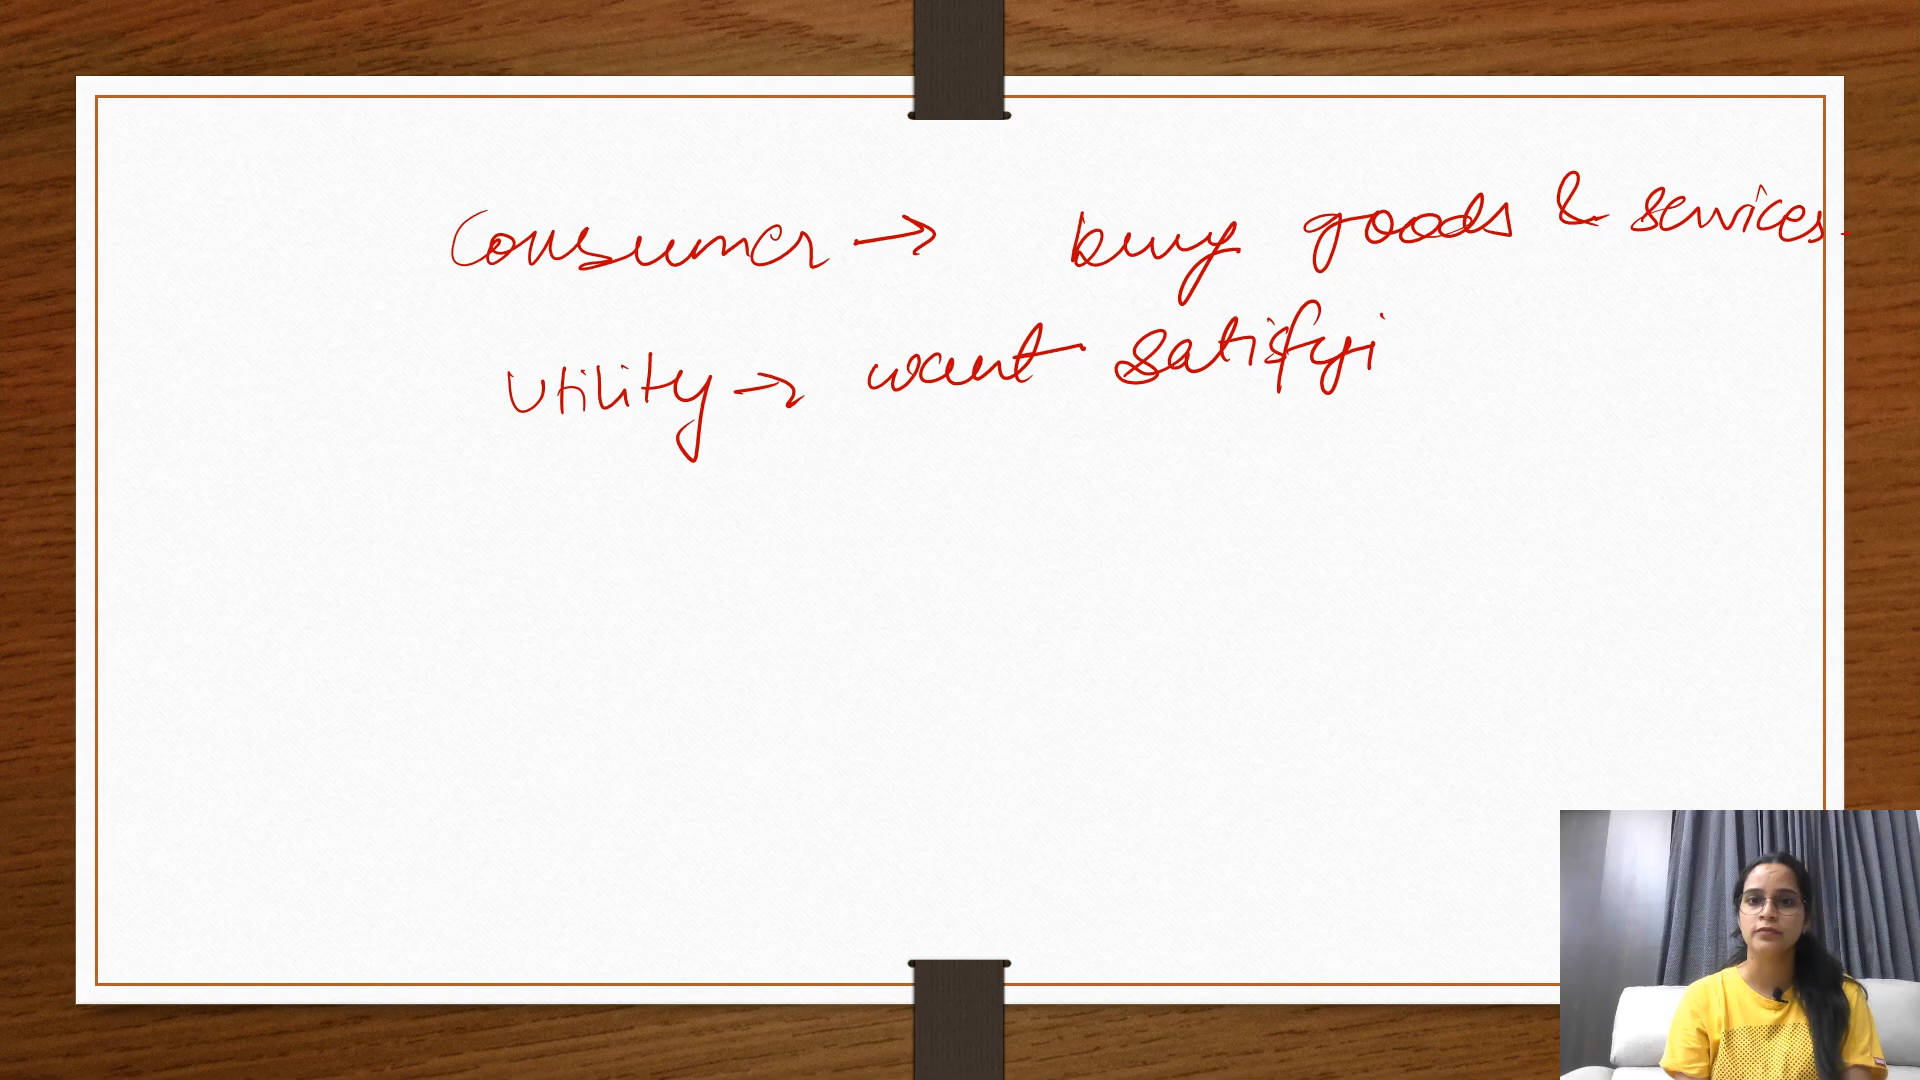 Consumer → buy goods & services.
Utility → want satisfyi